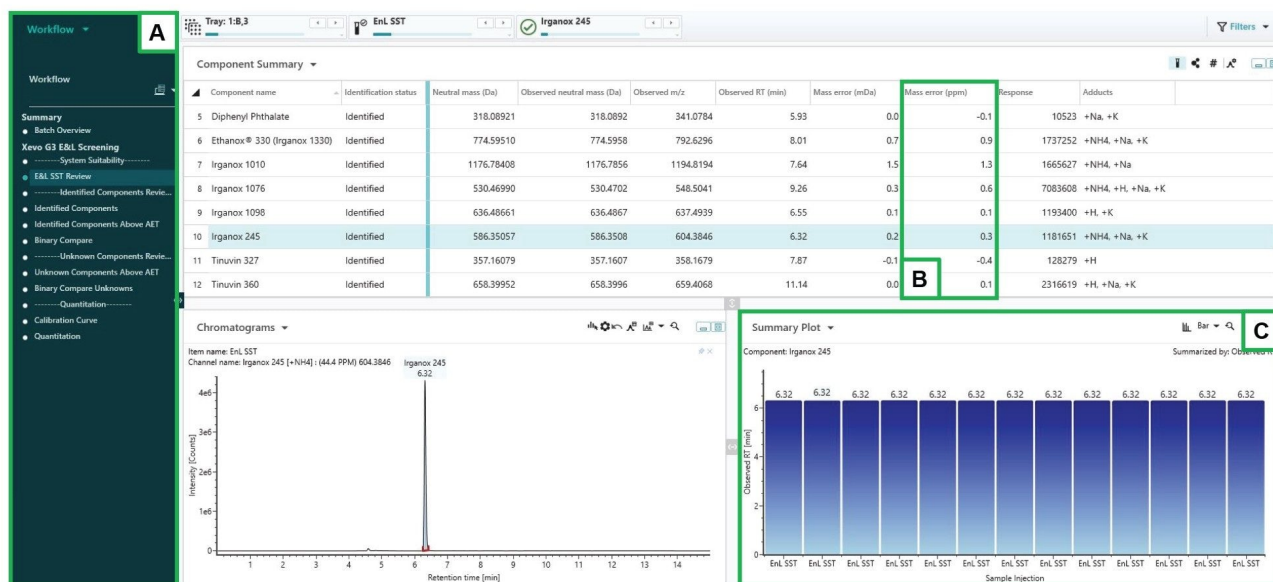 Workflow
A
Workflow
Summary
Batch Overview
Xevo G3 E&L Screening
--------System Suitability--------
E&L SST Review
--------Identified Components Revie...
Identified Components
Identified Components Above AET
Binary Compare
--------Unknown Components Revie...
Unknown Components Above AET
Binary Compare Unknowns
--------Quantitation--------
Calibration Curve
Quantitation
Tray: 1:B,3
EnL SST
Irganox 245
Filters
Component Summary
#
Component name Identification status Neutral mass (Da) Observed neutral mass (Da) Observed m/z Observed RT (min) Mass error (mDa) Mass error (ppm) Response Adducts
5 Diphenyl Phthalate Identified 318.08921 318.0892 341.0784 5.93 0.0 -0.1 10523 +Na, +K
6 Ethanox® 330 (Irganox 1330) Identified 774.59510 774.5958 792.6296 8.01 0.7 0.9 1737252 +NH4, +Na, +K
7 Irganox 1010 Identified 1176.78408 1176.7856 1194.8194 7.64 1.5 1.3 1665627 +NH4, +Na
8 Irganox 1076 Identified 530.46990 530.4702 548.5041 9.26 0.3 0.6 7083608 +NH4, +H, +Na, +K
9 Irganox 1098 Identified 636.48661 636.4867 637.4939 6.55 0.1 0.1 1193400 +H, +K
10 Irganox 245 Identified 586.35057 586.3508 604.3846 6.32 0.2 0.3 1181651 +NH4, +Na, +K
11 Tinuvin 327 Identified 357.16079 357.1607 358.1679 7.87 -0.1 -0.4 128279 +H
12 Tinuvin 360 Identified 658.39952 658.3996 659.4068 11.14 0.0 0.1 2316619 +H, +Na, +K
B
Chromatograms
Item name: EnL SST
Channel name: Irganox 245 [+NH4] : (44.4 PPM) 604.3846
Irganox 245
6.32
4e6
3e6
2e6
1e6
0
Intensity [Counts]
1 2 3 4 5 6 7 8 9 10 11 12 13 14
Retention time [min]
Summary Plot
Bar
C
Component: Irganox 245
Summarized by: Observed
6.32 6.32 6.32 6.32 6.32 6.32 6.32 6.32 6.32 6.32 6.32 6.32
6
4
2
0
Observed RT [min]
EnL SST EnL SST EnL SST EnL SST EnL SST EnL SST EnL SST EnL SST EnL SST EnL SST EnL SST EnL SST
Sample Injection